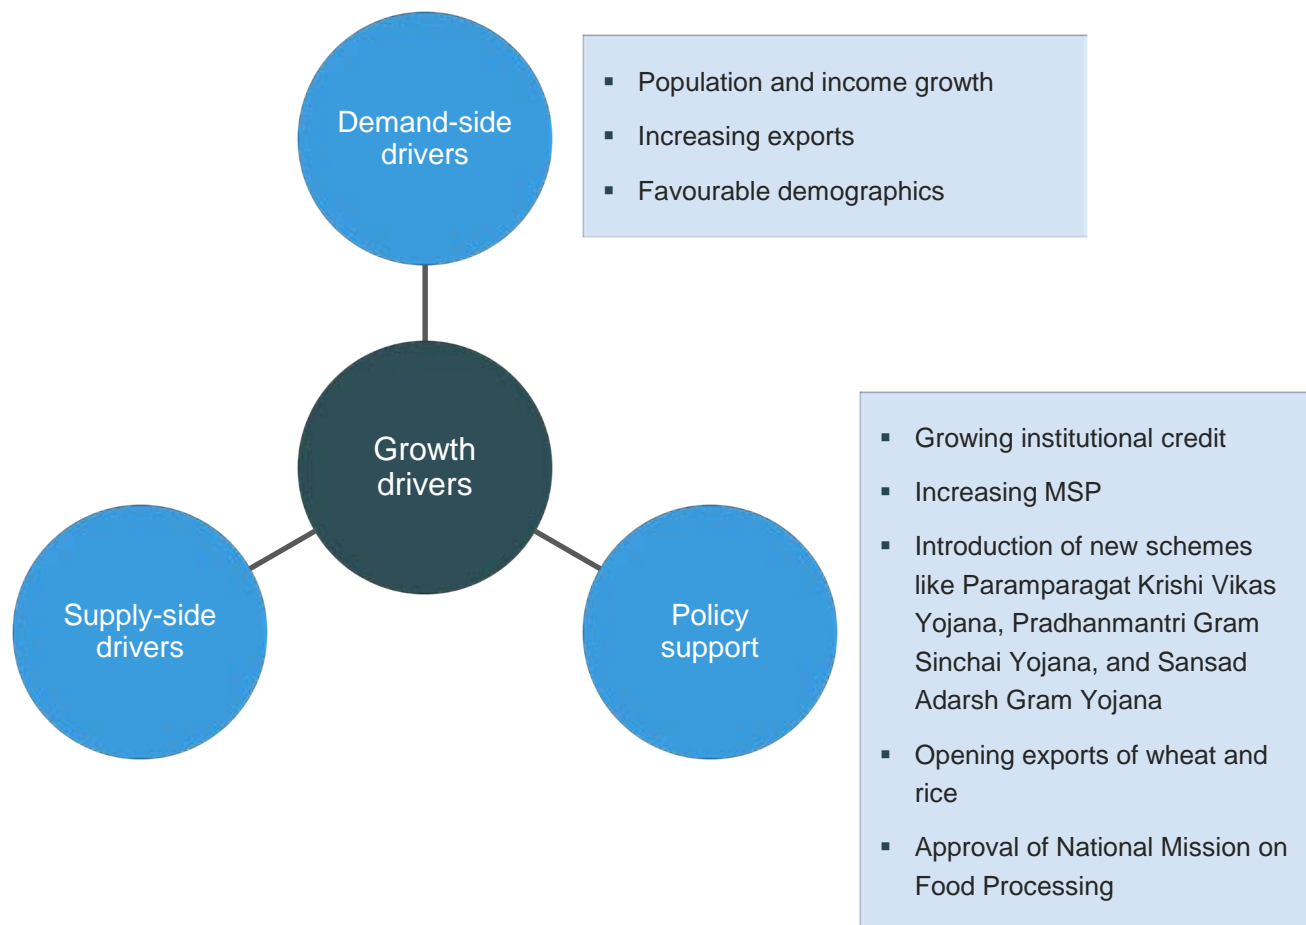 Demand-side
drivers
▪ Population and income growth
▪ Increasing exports
▪ Favourable demographics
Growth
drivers
Supply-side
drivers
Policy
support
▪ Growing institutional credit
▪ Increasing MSP
▪ Introduction of new schemes
like Paramparagat Krishi Vikas
Yojana, Pradhanmantri Gram
Sinchai Yojana, and Sansad
Adarsh Gram Yojana
▪ Opening exports of wheat and
rice
▪ Approval of National Mission on
Food Processing